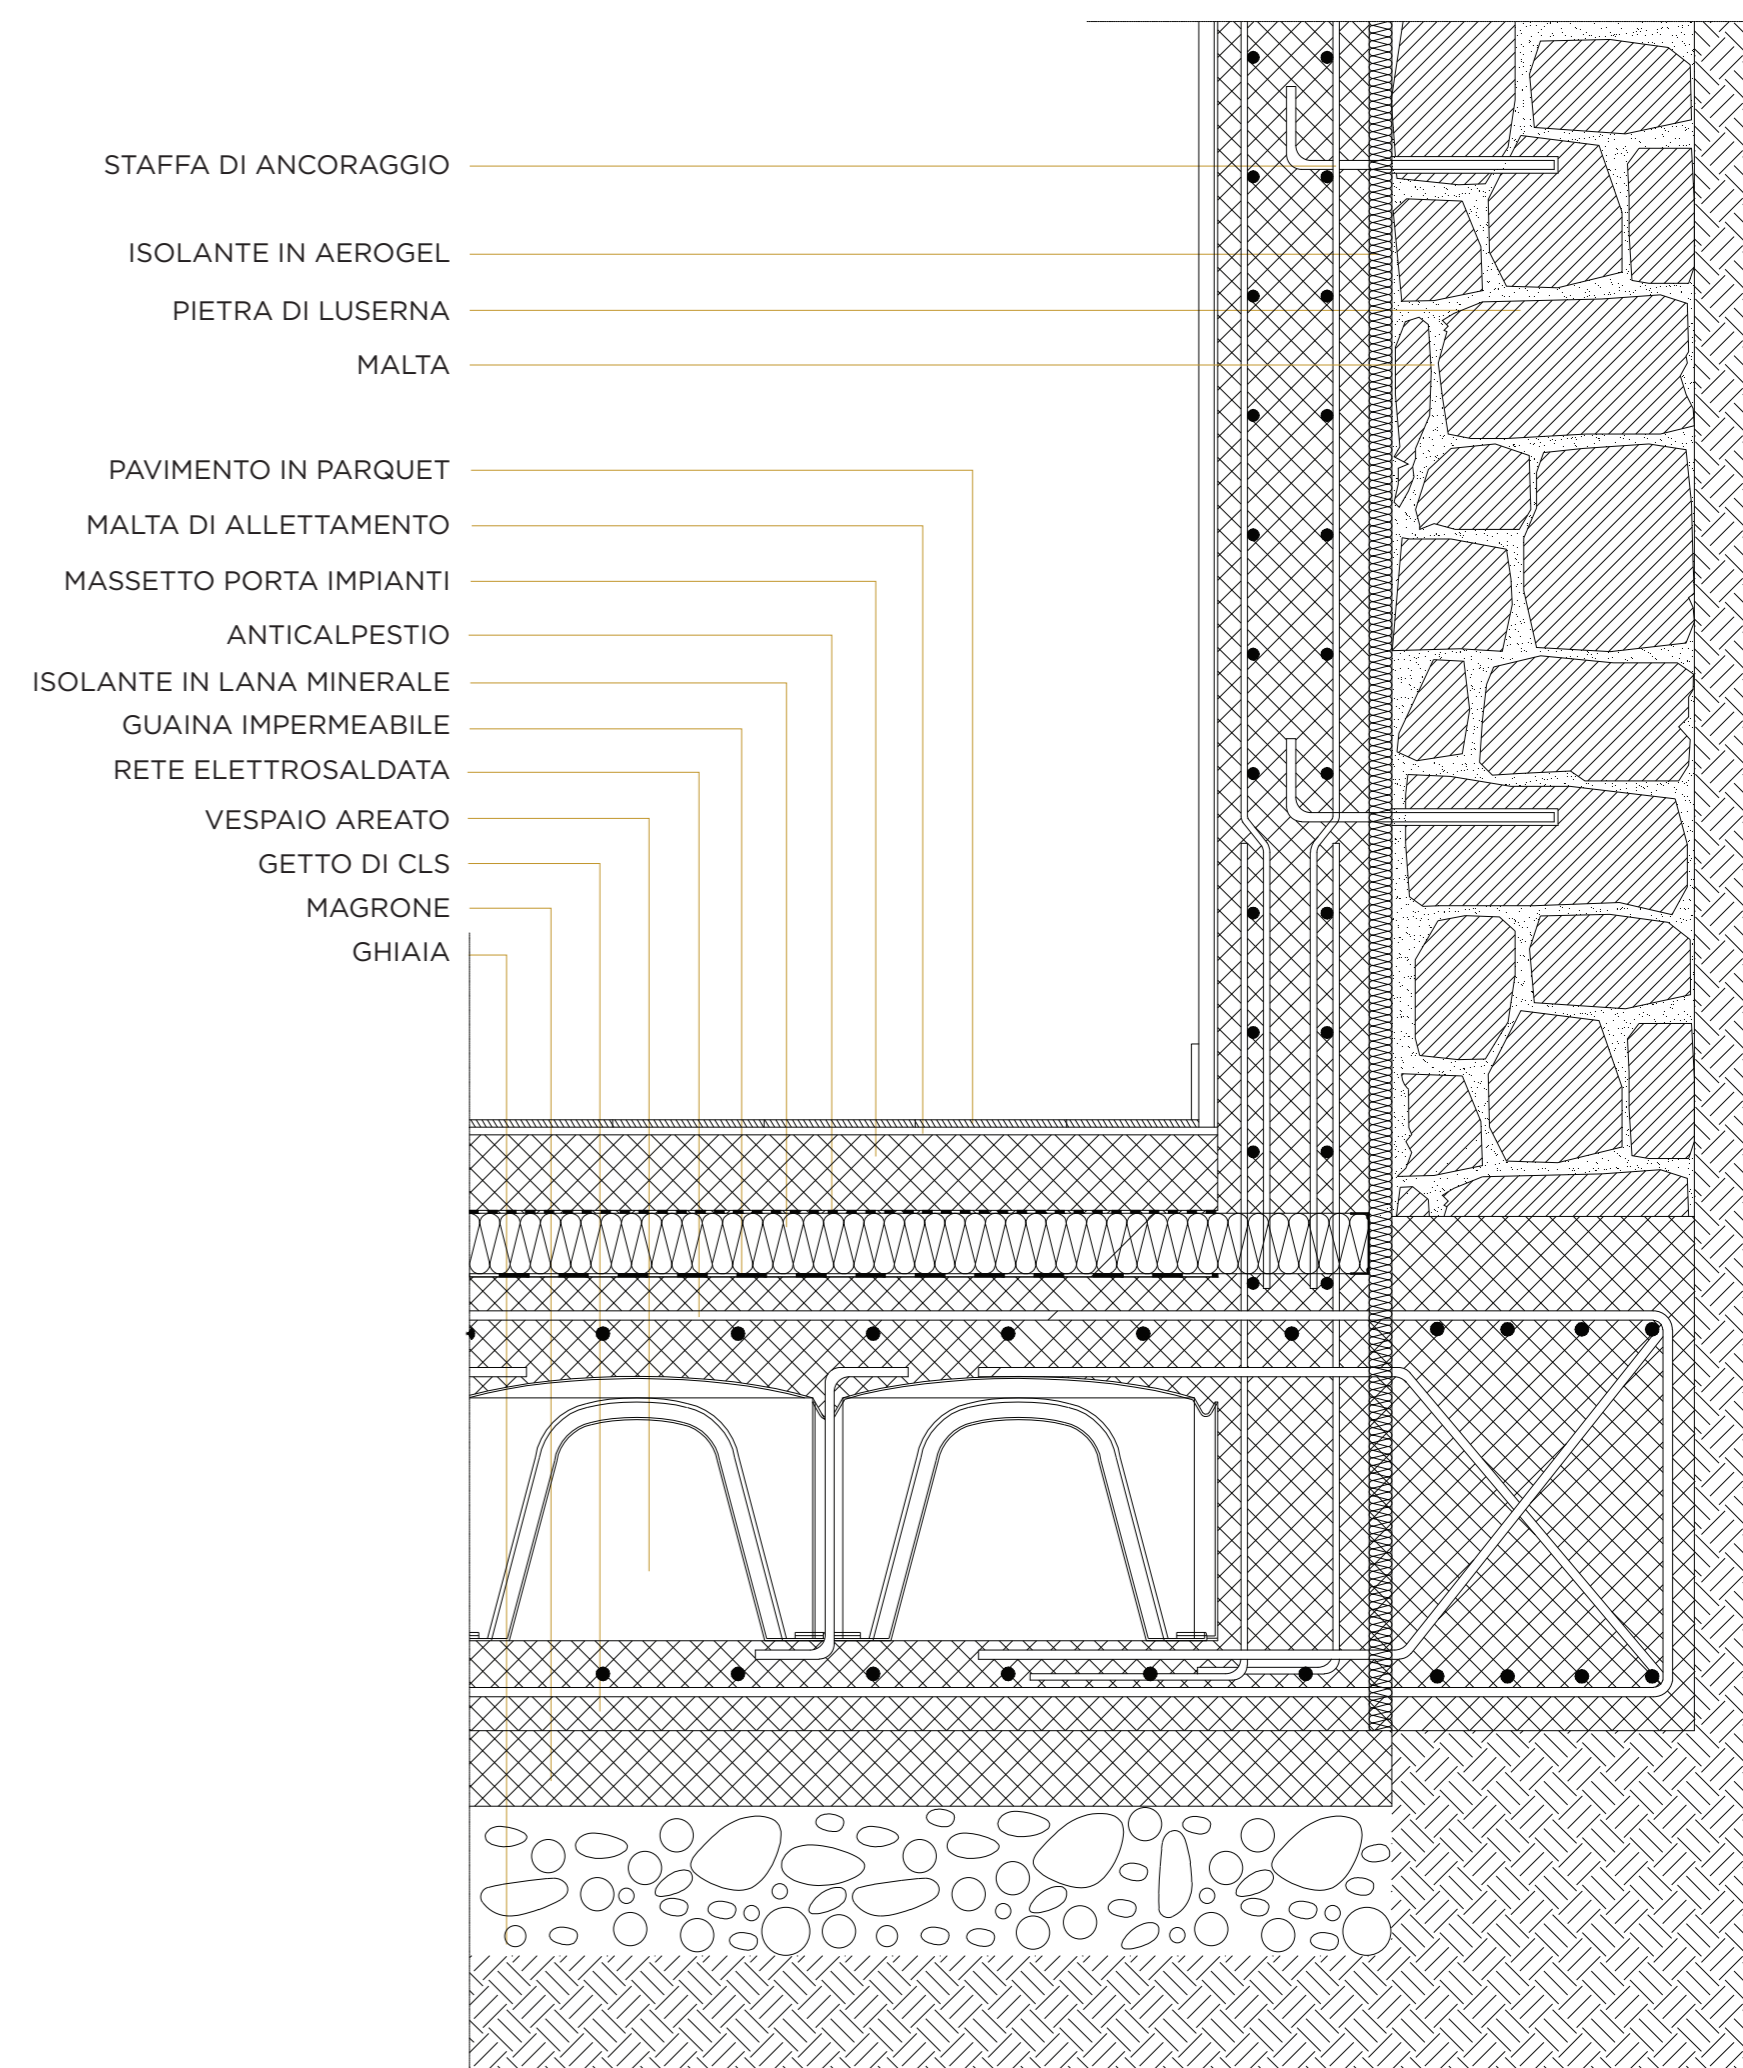 STAFFA DI ANCORAGGIO
ISOLANTE IN AEROGEL
PIETRA DI LUSERNA
MALTA
PAVIMENTO IN PARQUET
MALTA DI ALLETTAMENTO
MASSETTO PORTA IMPIANTI
ANTICALPESTIO
ISOLANTE IN LANA MINERALE
GUAINA IMPERMEABILE
RETE ELETTROSALDATA
VESPAIO AREATO
GETTO DI CLS
MAGRONE
GHIAIA